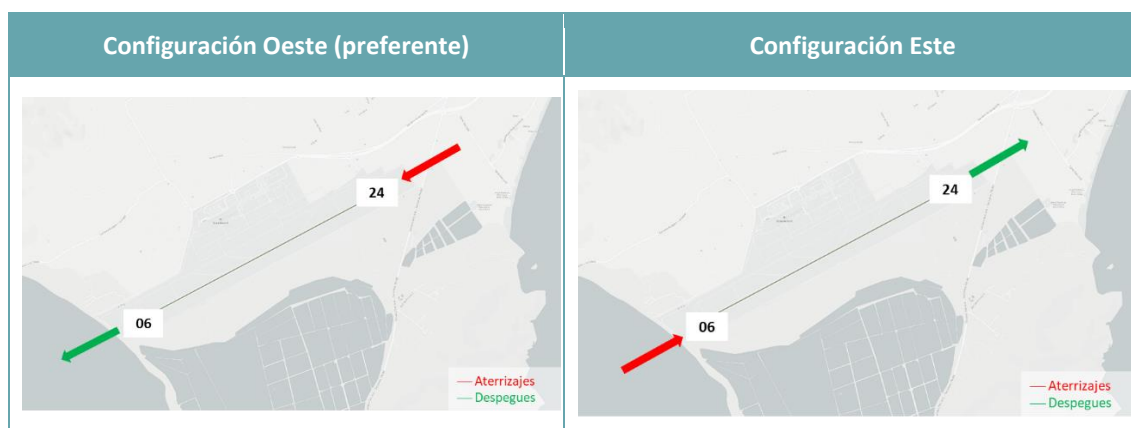 Configuración Oeste (preferente)
Configuración Este
24
06
Aterrizajes
Despegues
24
06
Aterrizajes
Despegues